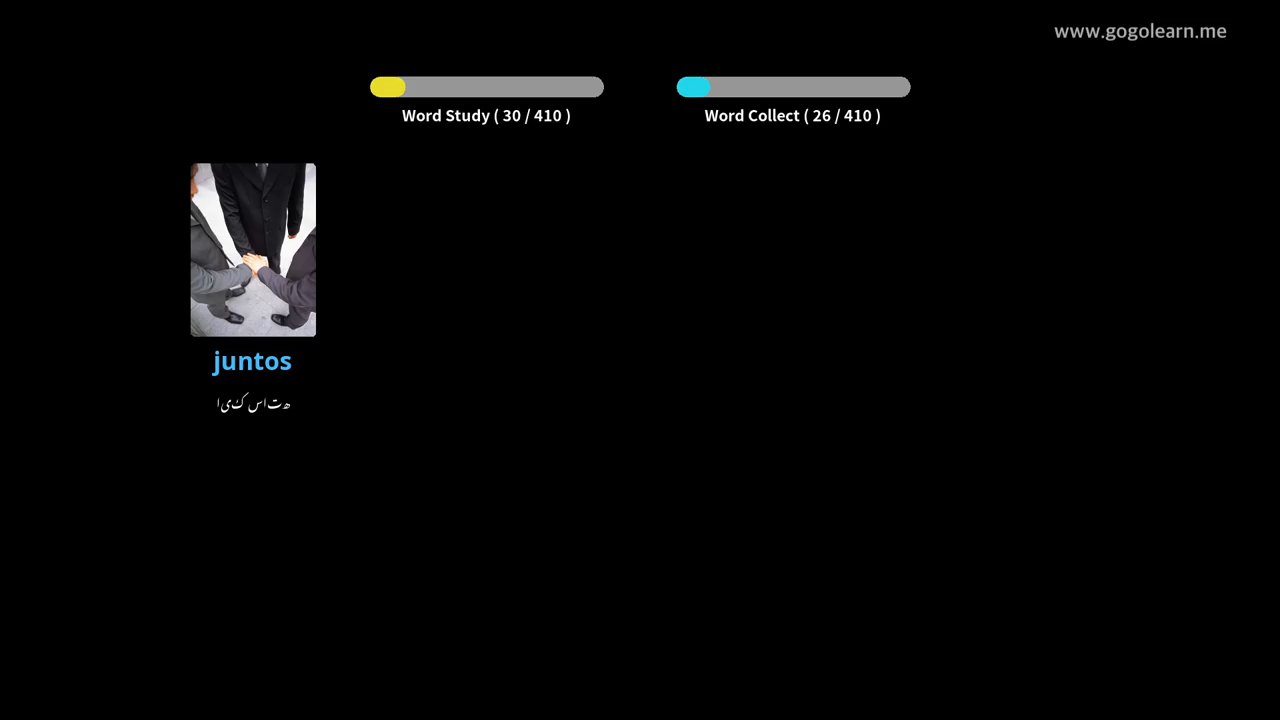 www.gogolearn.me
Word Study ( 30 / 410 )
Word Collect ( 26 / 410 )
juntos
ایک ساتھ